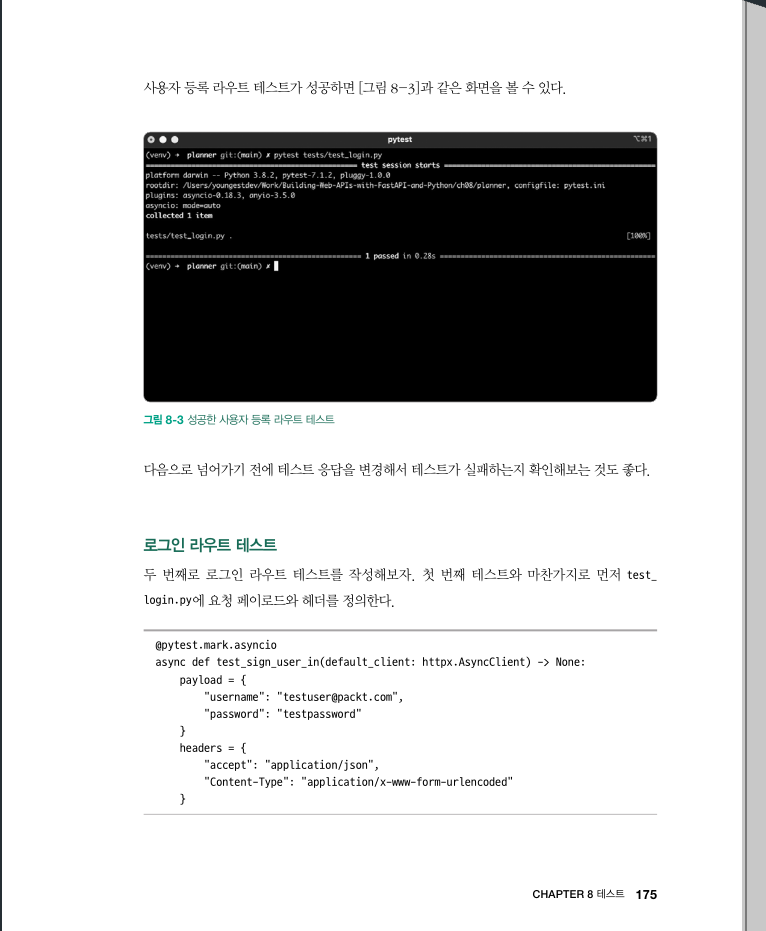 사용자 등록 라우트 테스트가 성공하면 [그림 8-3]과 같은 화면을 볼 수 있다.
pytest
⌥⌘1
(venv) → planner git:(main) ✗ pytest tests/test_login.py
test session starts
platform darwin -- Python 3.8.2, pytest-7.1.2, pluggy-1.0.0
rootdir: /Users/youngestdev/Work/Building-Web-APIs-with-FastAPI-and-Python/ch08/planner, configfile: pytest.ini
plugins: asyncio-0.18.3, anyio-3.5.0
asyncio: mode=auto
collected 1 item
tests/test_login.py . [100%]
1 passed in 0.28s
(venv) → planner git:(main) ✗
그림 8-3 성공한 사용자 등록 라우트 테스트
다음으로 넘어가기 전에 테스트 응답을 변경해서 테스트가 실패하는지 확인해보는 것도 좋다.
로그인 라우트 테스트
두 번째로 로그인 라우트 테스트를 작성해보자. 첫 번째 테스트와 마찬가지로 먼저 test_
login.py에 요청 페이로드와 헤더를 정의한다.
@pytest.mark.asyncio
async def test_sign_user_in(default_client: httpx.AsyncClient) -> None:
    payload = {
        "username": "testuser@packt.com",
        "password": "testpassword"
    }
    headers = {
        "accept": "application/json",
        "Content-Type": "application/x-www-form-urlencoded"
    }
CHAPTER 8 테스트 175